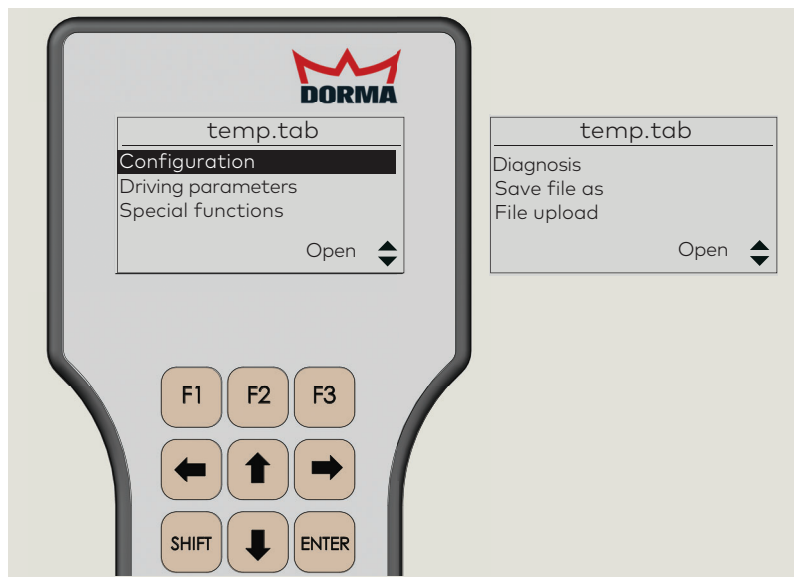 DORMA
temp.tab
Configuration
Driving parameters
Special functions
Open
temp.tab
Diagnosis
Save file as
File upload
Open
F1 F2 F3
SHIFT ENTER